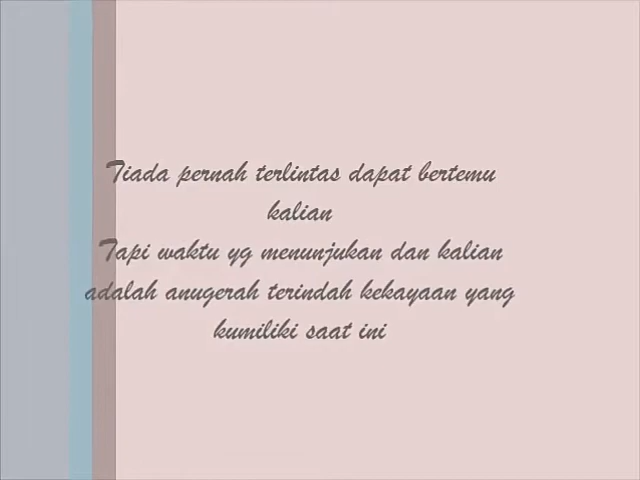 Tiada pernah terlintas dapat bertemu
kalian
Tapi waktu yg menunjukan dan kalian
adalah anugerah terindah kekayaan yang
kumiliki saat ini